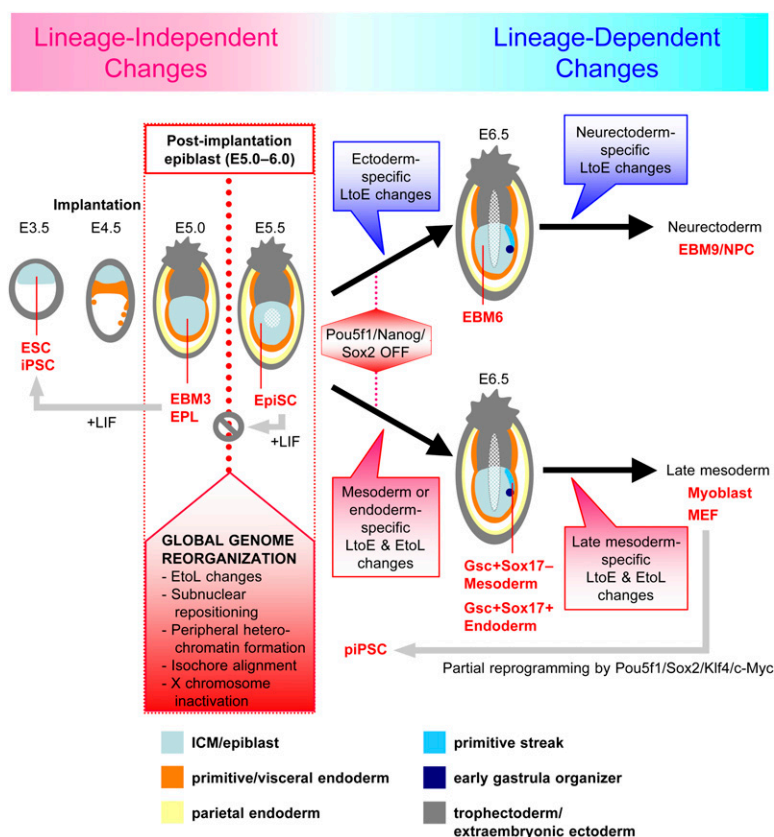 Lineage-Independent
Changes
Lineage-Dependent
Changes
Post-implantation
epiblast (E5.0–6.0)
Implantation
E3.5
E4.5
E5.0
E5.5
ESC
iPSC
+LIF
EBM3
EPL
EpiSC
+LIF
GLOBAL GENOME
REORGANIZATION
- EtoL changes
- Subnuclear
repositioning
- Peripheral hetero-
chromatin formation
- Isochore alignment
- X chromosome
inactivation
Ectoderm-
specific
LtoE changes
E6.5
Neurectoderm-
specific
LtoE changes
Neurectoderm
EBM9/NPC
EBM6
Pou5f1/Nanog/
Sox2 OFF
E6.5
Mesoderm or
endoderm-
specific
LtoE & EtoL
changes
Gsc+Sox17–
Mesoderm
Gsc+Sox17+
Endoderm
Late mesoderm-
specific
LtoE & EtoL
changes
Late mesoderm
Myoblast
MEF
piPSC
Partial reprogramming by Pou5f1/Sox2/Klf4/c-Myc
ICM/epiblast
primitive/visceral endoderm
parietal endoderm
primitive streak
early gastrula organizer
trophectoderm/
extraembryonic ectoderm